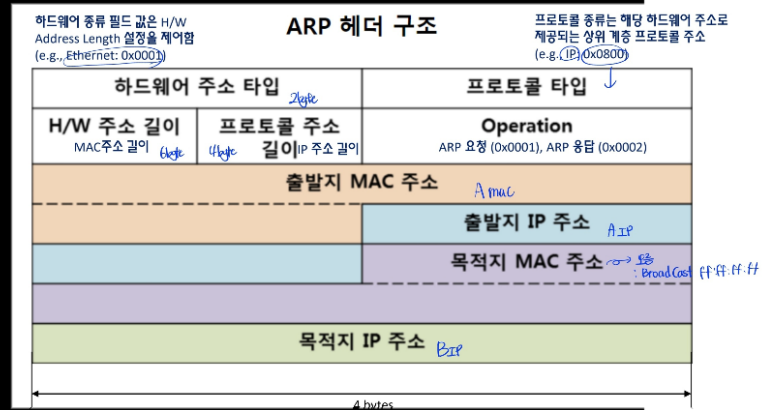 하드웨어 종류 필드 값은 H/W
Address Length 설정을 제어함
(e.g., Ethernet: 0x0001)
ARP 헤더 구조
프로토콜 종류는 해당 하드웨어 주소로
제공되는 상위 계층 프로토콜 주소
(e.g., IP, 0x0800)
하드웨어 주소 타입
2byte
프로토콜 타입
H/W 주소 길이
MAC주소 길이
6byte
프로토콜 주소
4byte
길이 IP 주소 길이
Operation
ARP 요청 (0x0001), ARP 응답 (0x0002)
출발지 MAC 주소
A mac
출발지 IP 주소
A IP
목적지 MAC 주소
: BroadCast ff:ff:ff:ff
목적지 IP 주소
B IP
4 bytes